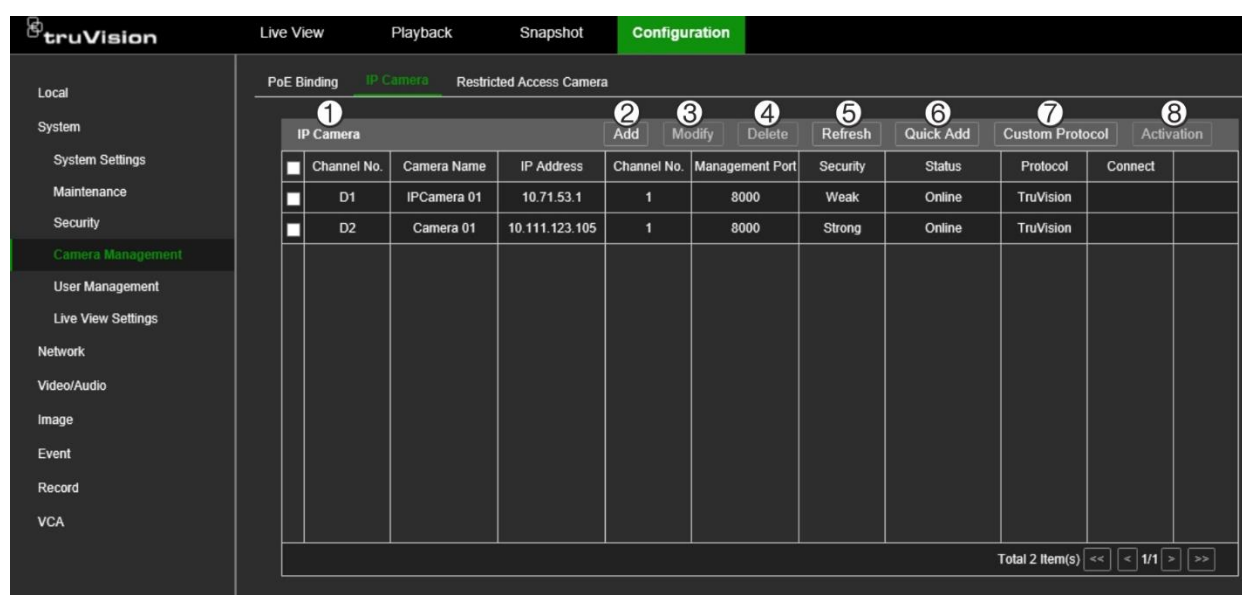 truVision
Live View Playback Snapshot Configuration
PoE Binding IP Camera Restricted Access Camera
Local
System
System Settings
Maintenance
Security
Camera Management
User Management
Live View Settings
Network
Video/Audio
Image
Event
Record
VCA
1 2 3 4 5 6 7 8
IP Camera Add Modify Delete Refresh Quick Add Custom Protocol Activation
Channel No. Camera Name IP Address Channel No. Management Port Security Status Protocol Connect
D1 IPCamera 01 10.71.53.1 1 8000 Weak Online TruVision
D2 Camera 01 10.111.123.105 1 8000 Strong Online TruVision
Total 2 Item(s) << < 1/1 > >>